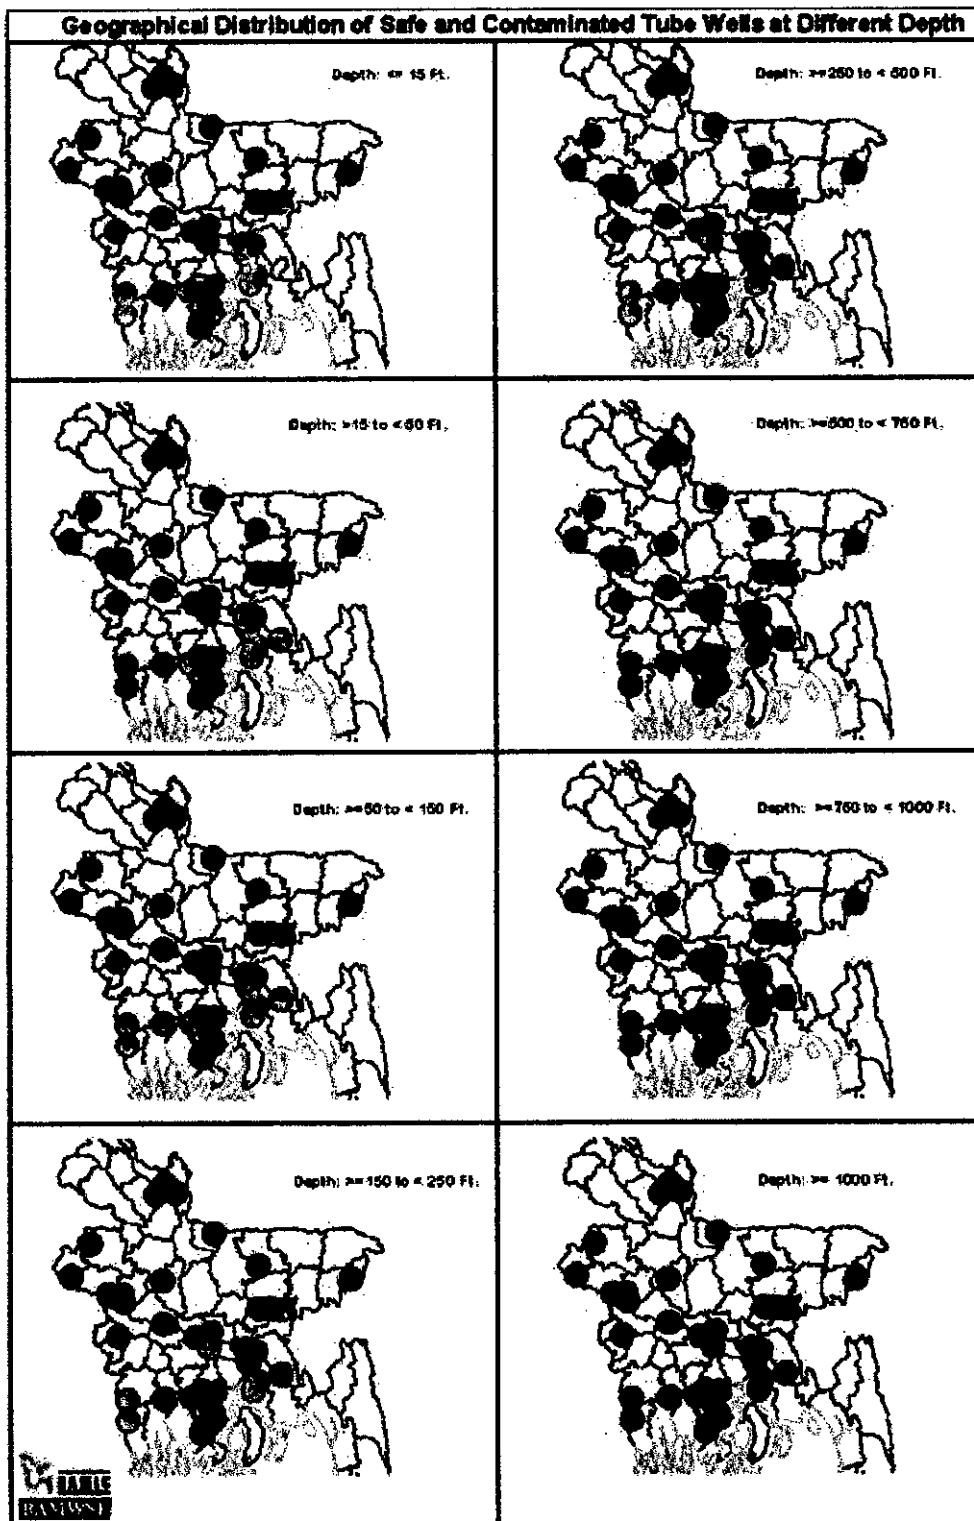 Geographical Distribution of Safe and Contaminated Tube Wells at Different Depth
Depth: <= 15 Ft.
Depth: >=250 to < 500 Ft.
Depth: >15 to < 50 Ft.
Depth: >=500 to < 750 Ft.
Depth: >=50 to < 150 Ft.
Depth: >=750 to < 1000 Ft.
Depth: >=150 to < 250 Ft.
Depth: >= 1000 Ft.
BAMWSP